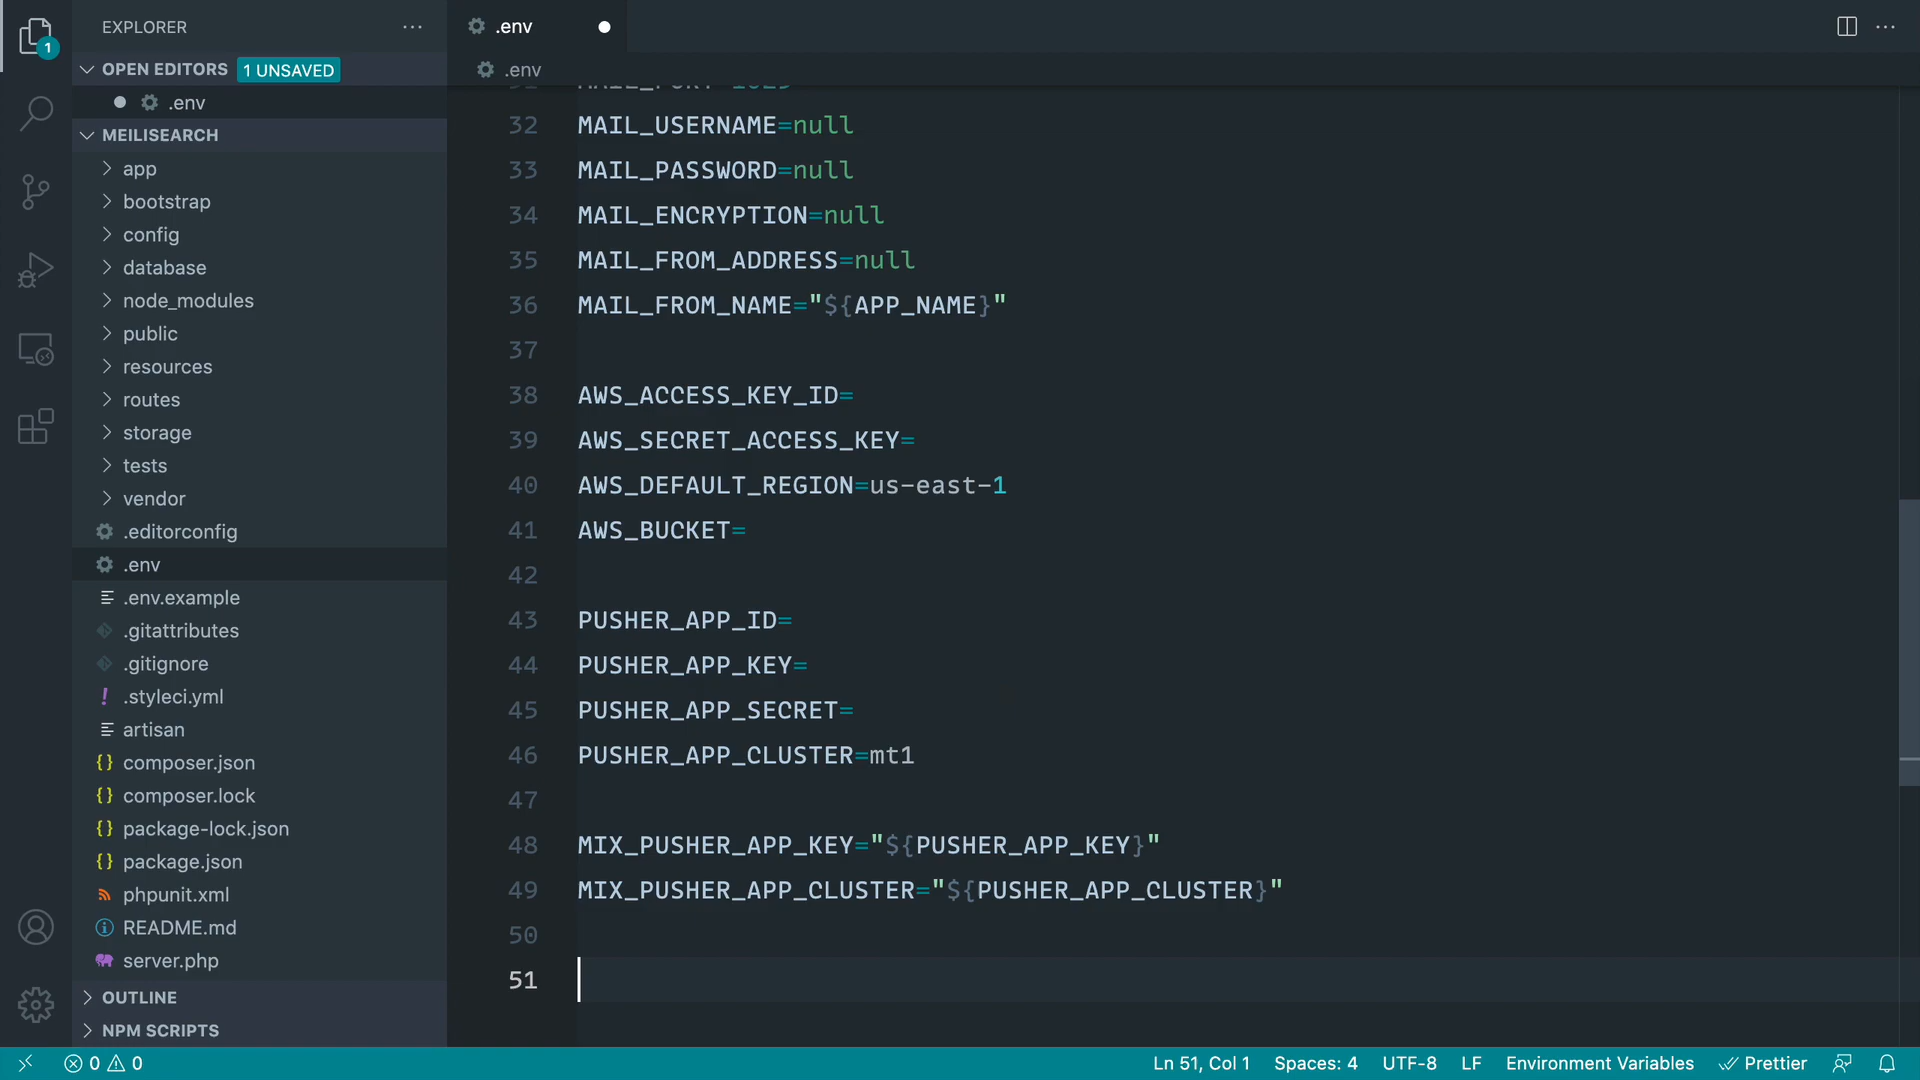 EXPLORER
OPEN EDITORS 1 UNSAVED
.env
MEILISEARCH
app
bootstrap
config
database
node_modules
public
resources
routes
storage
tests
vendor
.editorconfig
.env
.env.example
.gitattributes
.gitignore
.styleci.yml
artisan
composer.json
composer.lock
package-lock.json
package.json
phpunit.xml
README.md
server.php
OUTLINE
NPM SCRIPTS
1
.env
.env
32 MAIL_USERNAME=null
33 MAIL_PASSWORD=null
34 MAIL_ENCRYPTION=null
35 MAIL_FROM_ADDRESS=null
36 MAIL_FROM_NAME="${APP_NAME}"
37
38 AWS_ACCESS_KEY_ID=
39 AWS_SECRET_ACCESS_KEY=
40 AWS_DEFAULT_REGION=us-east-1
41 AWS_BUCKET=
42
43 PUSHER_APP_ID=
44 PUSHER_APP_KEY=
45 PUSHER_APP_SECRET=
46 PUSHER_APP_CLUSTER=mt1
47
48 MIX_PUSHER_APP_KEY="${PUSHER_APP_KEY}"
49 MIX_PUSHER_APP_CLUSTER="${PUSHER_APP_CLUSTER}"
50
51
0 0
Ln 51, Col 1 Spaces: 4 UTF-8 LF Environment Variables Prettier